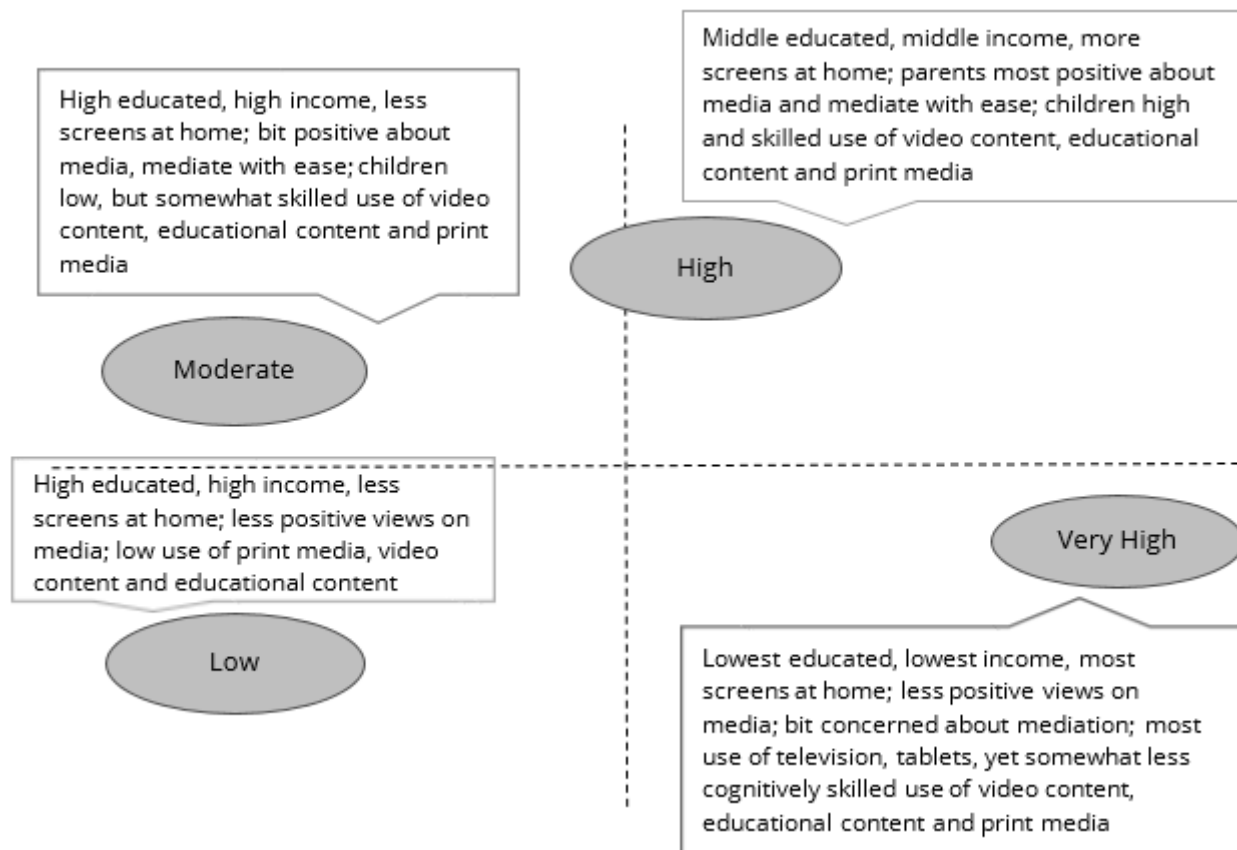 Middle educated, middle income, more
screens at home; parents most positive about
media and mediate with ease; children high
and skilled use of video content, educational
content and print media
High educated, high income, less
screens at home; bit positive about
media, mediate with ease; children
low, but somewhat skilled use of video
content, educational content and print
media
High
Moderate
High educated, high income, less
screens at home; less positive views on
media; low use of print media, video
content and educational content
Very High
Low
Lowest educated, lowest income, most
screens at home; less positive views on
media; bit concerned about mediation; most
use of television, tablets, yet somewhat less
cognitively skilled use of video content,
educational content and print media